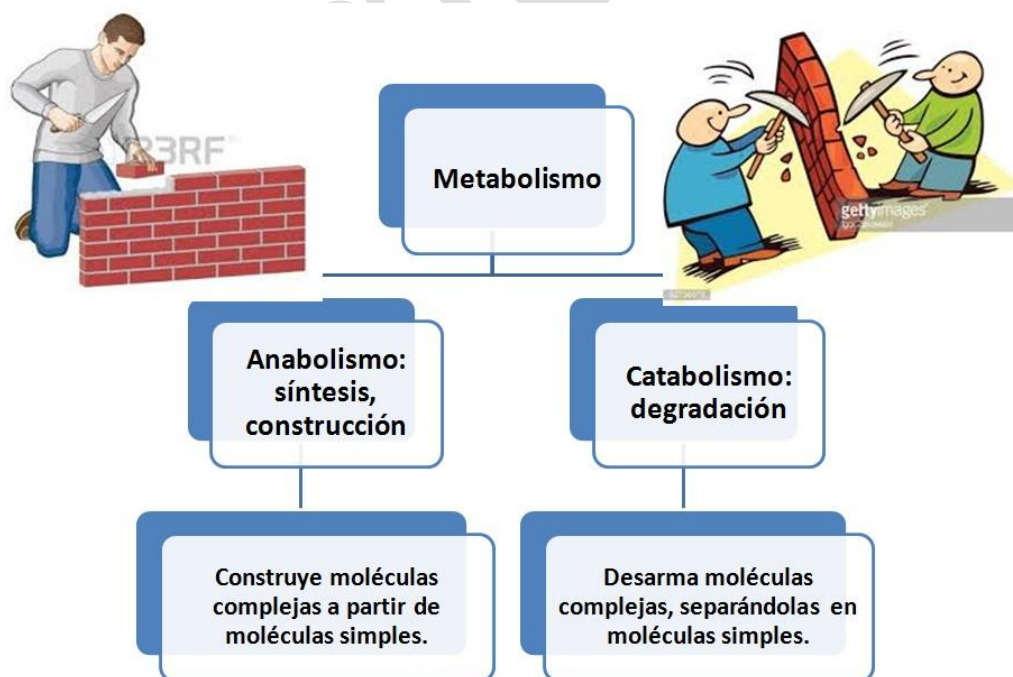 Metabolismo
Anabolismo:
síntesis,
construcción
Catabolismo:
degradación
Construye moléculas
complejas a partir de
moléculas simples.
Desarma moléculas
complejas, separándolas en
moléculas simples.
gettyimages